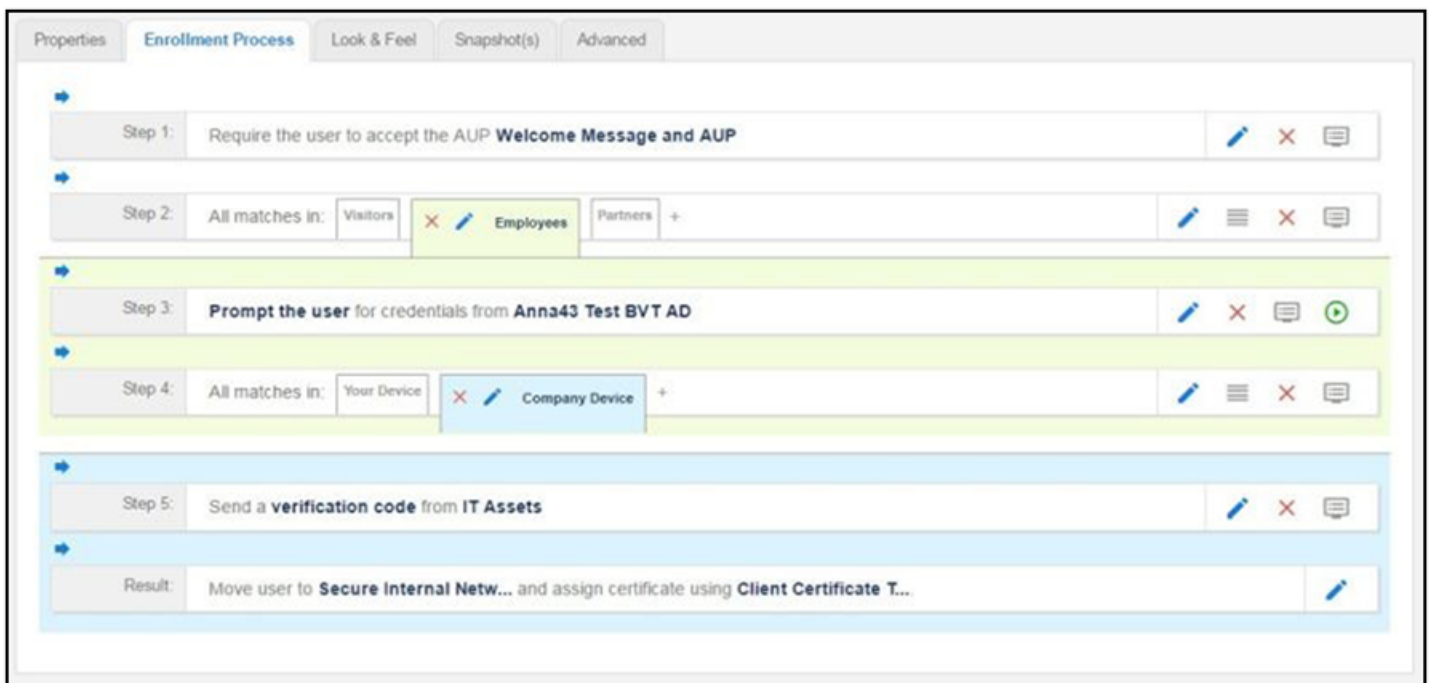 Properties Enrollment Process Look & Feel Snapshot(s) Advanced
Step 1: Require the user to accept the AUP Welcome Message and AUP
Step 2: All matches in: Visitors Employees Partners +
Step 3: Prompt the user for credentials from Anna43 Test BVT AD
Step 4: All matches in: Your Device Company Device +
Step 5: Send a verification code from IT Assets
Result: Move user to Secure Internal Netw... and assign certificate using Client Certificate T...